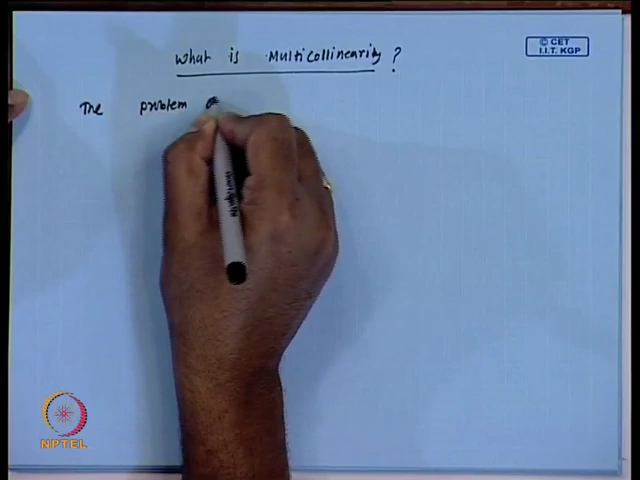 What is Multicollinearity ?
© CET
I.I.T. KGP
The problem
NPTEL